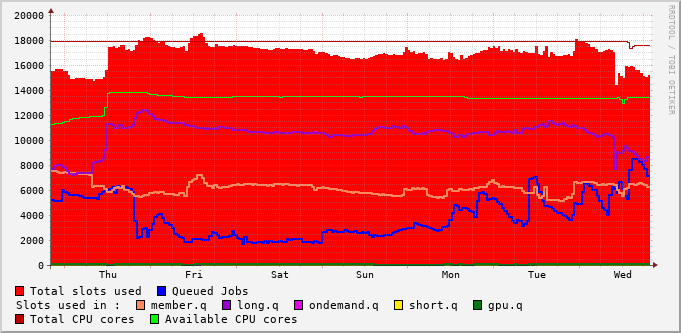 20000
18000
16000
14000
12000
10000
8000
6000
4000
2000
0
Thu Fri Sat Sun Mon Tue Wed
RRDTOOL / TOBI OETIKER
Total slots used Queued Jobs
Slots used in : member.q long.q ondemand.q short.q gpu.q
Total CPU cores Available CPU cores